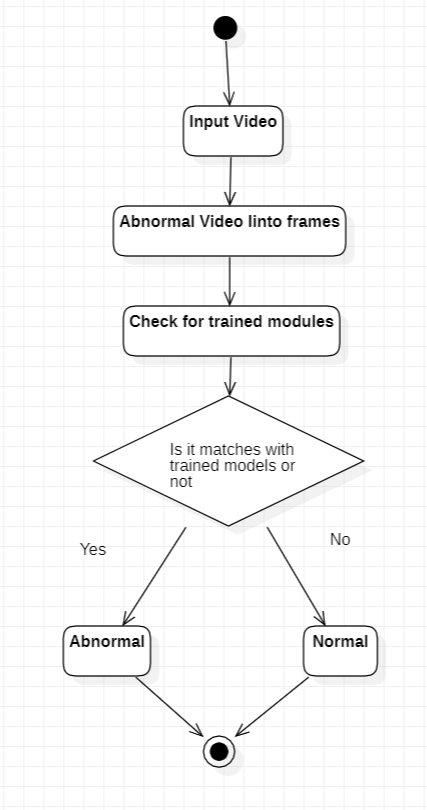 Input Video
Abnormal Video Iinto frames
Check for trained modules
Is it matches with
trained models or
not
Yes
No
Abnormal
Normal